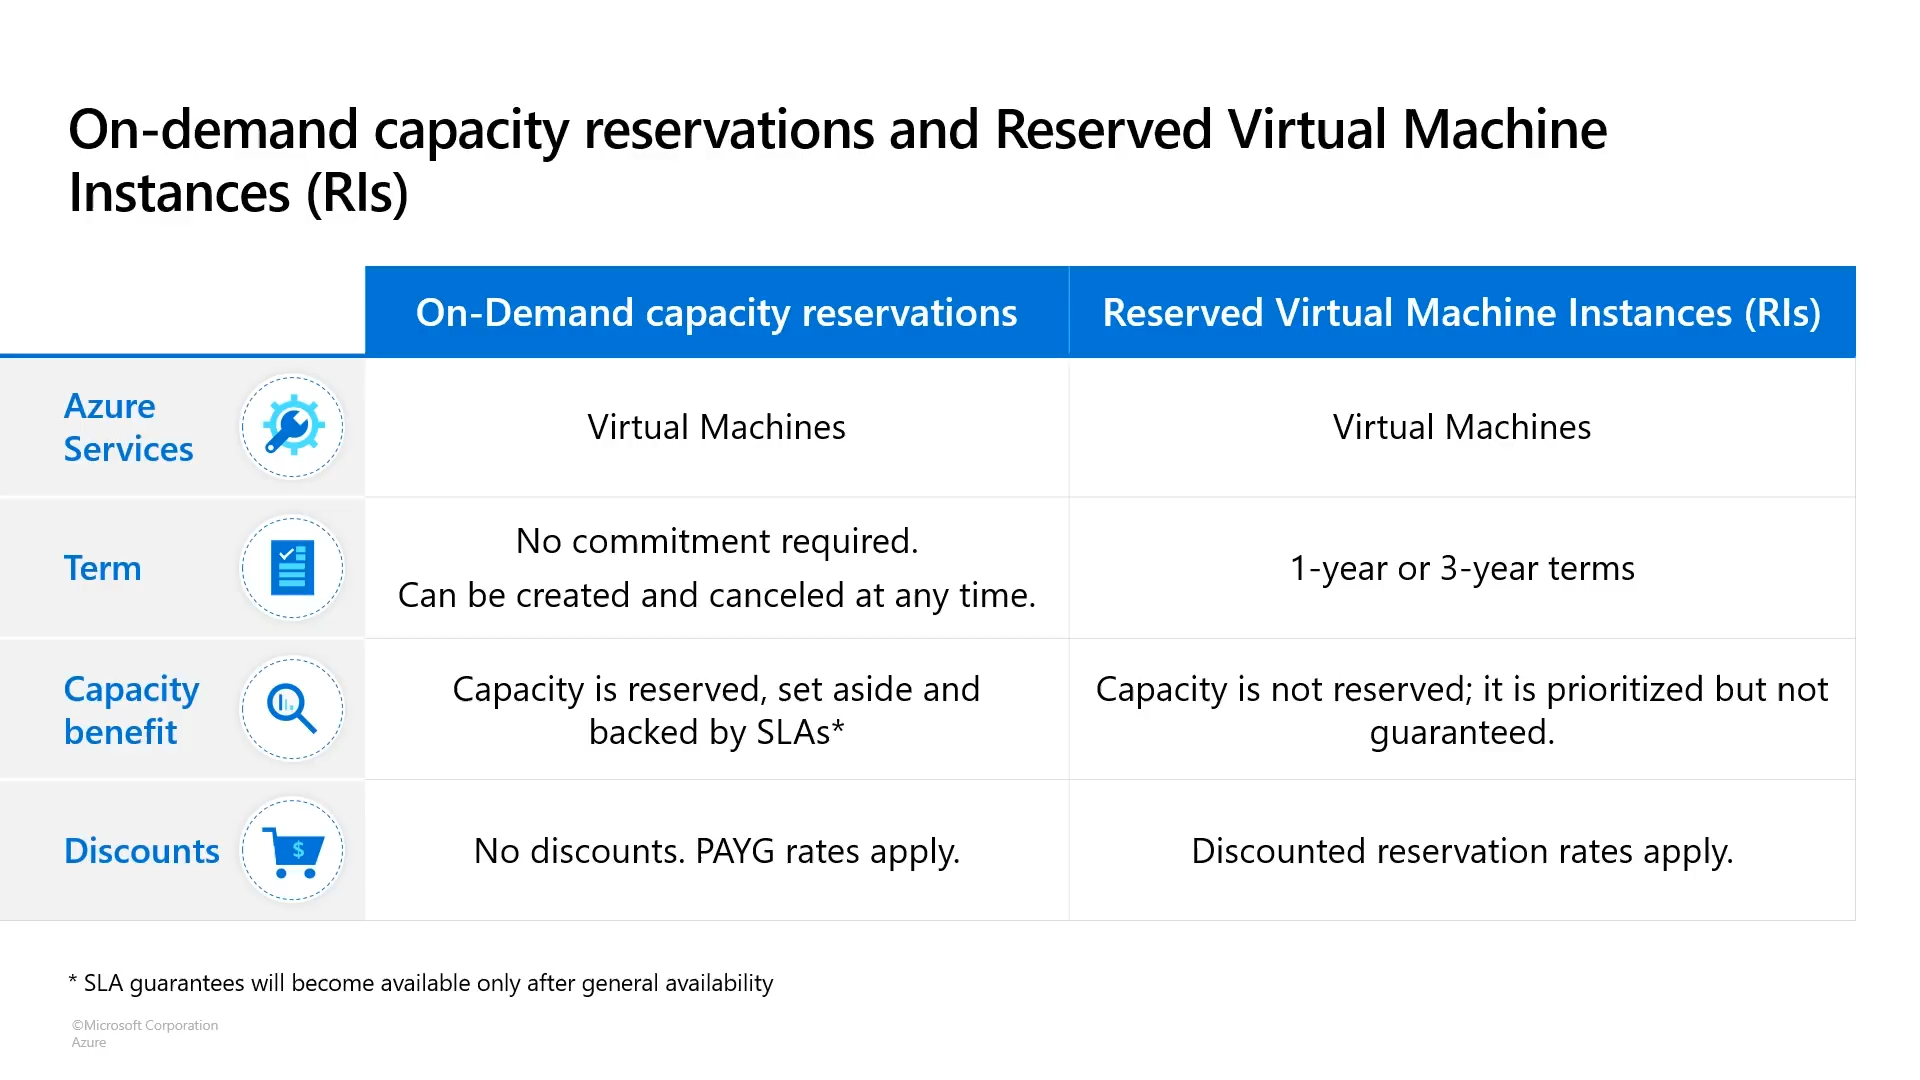 On-demand capacity reservations and Reserved Virtual Machine
Instances (RIs)
On-Demand capacity reservations
Reserved Virtual Machine Instances (RIs)
Azure
Services
Virtual Machines
Virtual Machines
Term
No commitment required.
Can be created and canceled at any time.
1-year or 3-year terms
Capacity
benefit
Capacity is reserved, set aside and
backed by SLAs*
Capacity is not reserved; it is prioritized but not
guaranteed.
Discounts
$
No discounts. PAYG rates apply.
Discounted reservation rates apply.
* SLA guarantees will become available only after general availability
©Microsoft Corporation
Azure